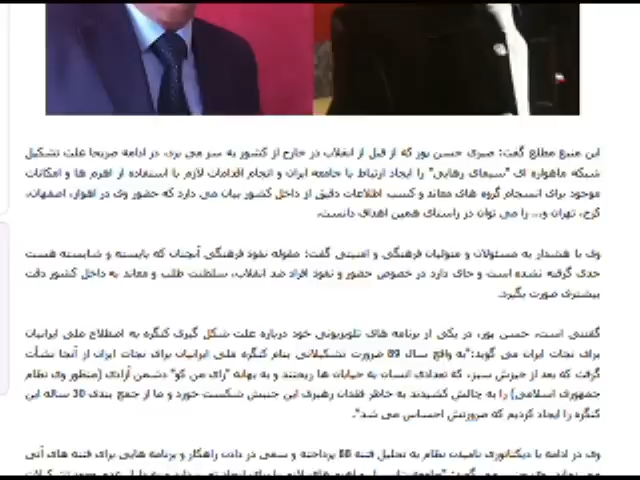 این منبع مطلع گفت: صبری حسن پور که از قبل از انقلاب در خارج از کشور به سر می برد، در ادامه صریحا علت تشکیل
شبکه ماهواره ای "سیمای رهایی" را ایجاد ارتباط با جامعه ایران و انجام اقدامات لازم با استفاده از اهرم ها و امکانات
موجود برای انسجام گروه های معاند و کسب اطلاعات دقیق از داخل کشور بیان می دارد که حضور وی در اهواز، اصفهان،
کرج، تهران و... را می توان در راستای همین اهداف دانست.
وی با هشدار به مسئولان و متولیان فرهنگی و امنیتی گفت: مقوله نفوذ فرهنگی آنچنان که بایسته و شایسته هست
جدی گرفته نشده است و جای دارد در خصوص حضور و نفوذ افراد ضد انقلاب، سلطنت طلب و معاند به داخل کشور دقت
بیشتری صورت بگیرد.
گفتنی است، حسن پور، در یکی از برنامه های تلویزیونی خود درباره علت شکل گیری کنگره به اصطلاح ملی ایرانیان
برای نجات ایران می گوید:"به واقع سال 89 ضرورت تشکیلاتی بنام کنگره ملی ایرانیان برای نجات ایران از آنجا نشأت
گرفت که بعد از خیزش سبز، که تعدادی انسان به خیابان ها ریختند و به بهانه "رای من کو" دشمن آزادی (منظور وی نظام
جمهوری اسلامی) را به چالش کشیدند به خاطر فقدان رهبری این جنبش شکست خورد و ما از جمع بندی 30 ساله این
کنگره را ایجاد کردیم که ضرورتش احساس می شد".
وی در ادامه با دیکتاتوری نامیدن نظام به تحلیل فتنه 88 پرداخته و سعی در دادن راهکار و برنامه هایی برای فتنه های آتی